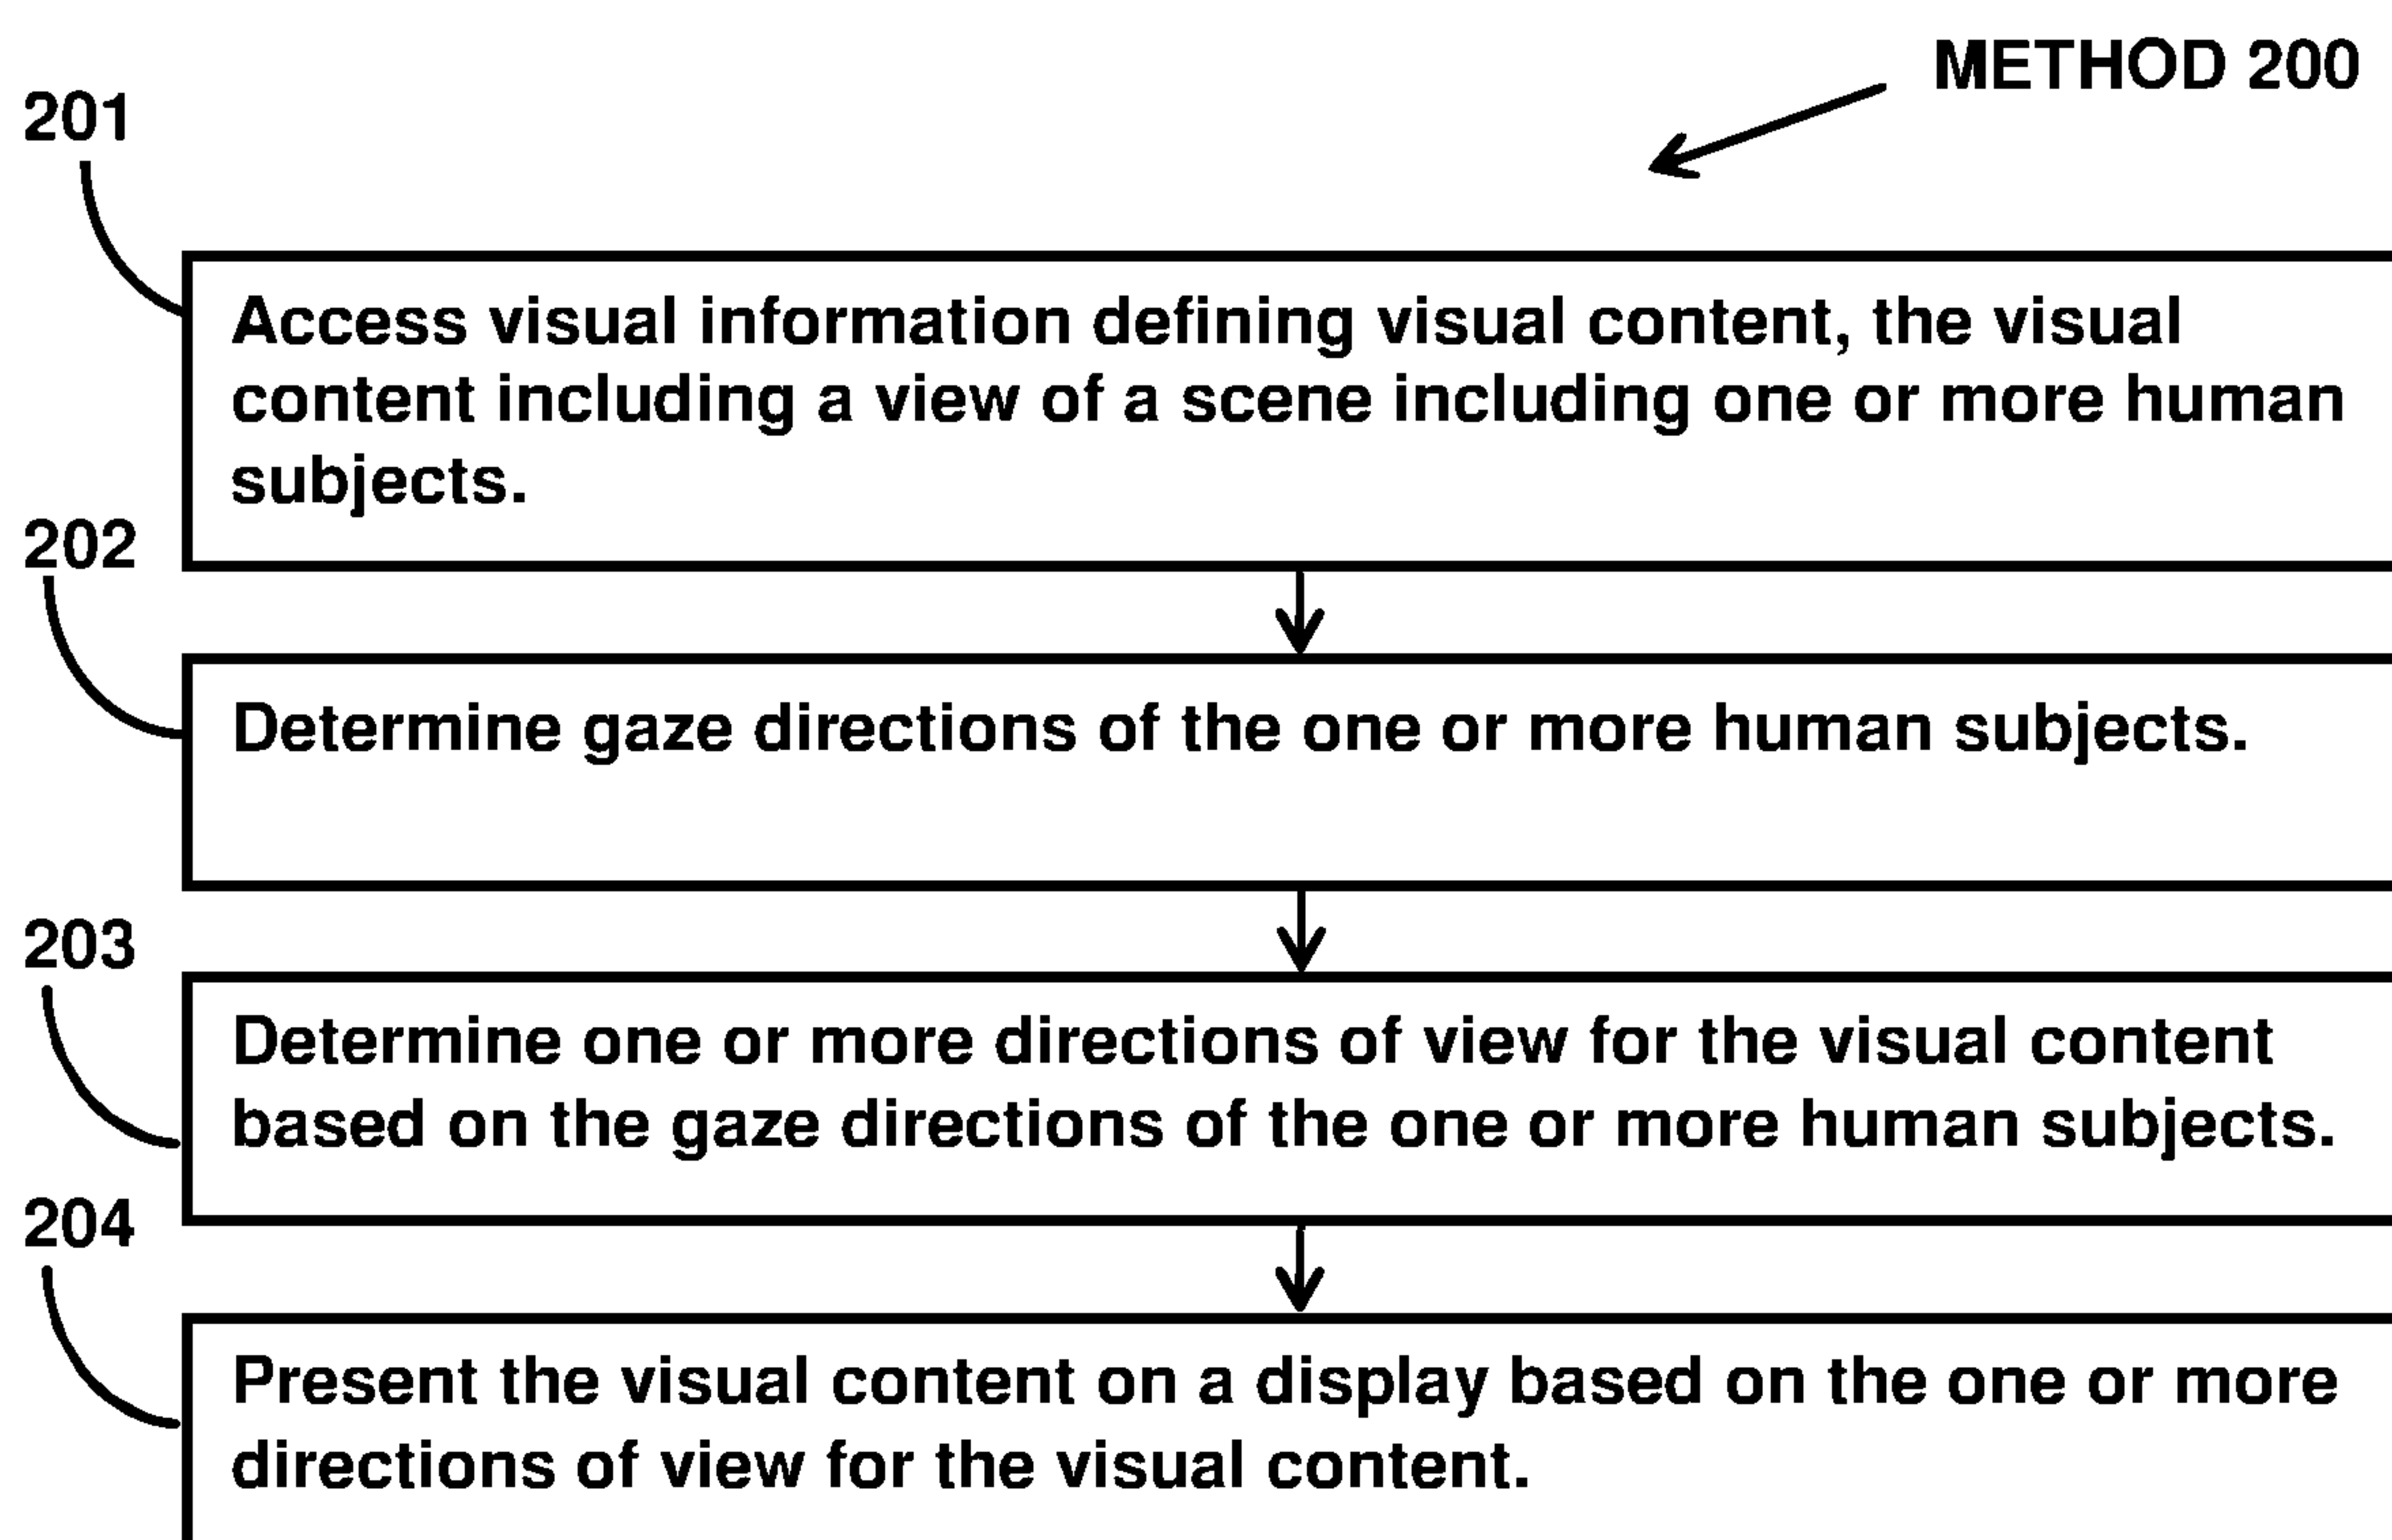 METHOD 200
201
Access visual information defining visual content, the visual
content including a view of a scene including one or more human
subjects.
202
Determine gaze directions of the one or more human subjects.
203
Determine one or more directions of view for the visual content
based on the gaze directions of the one or more human subjects.
204
Present the visual content on a display based on the one or more
directions of view for the visual content.